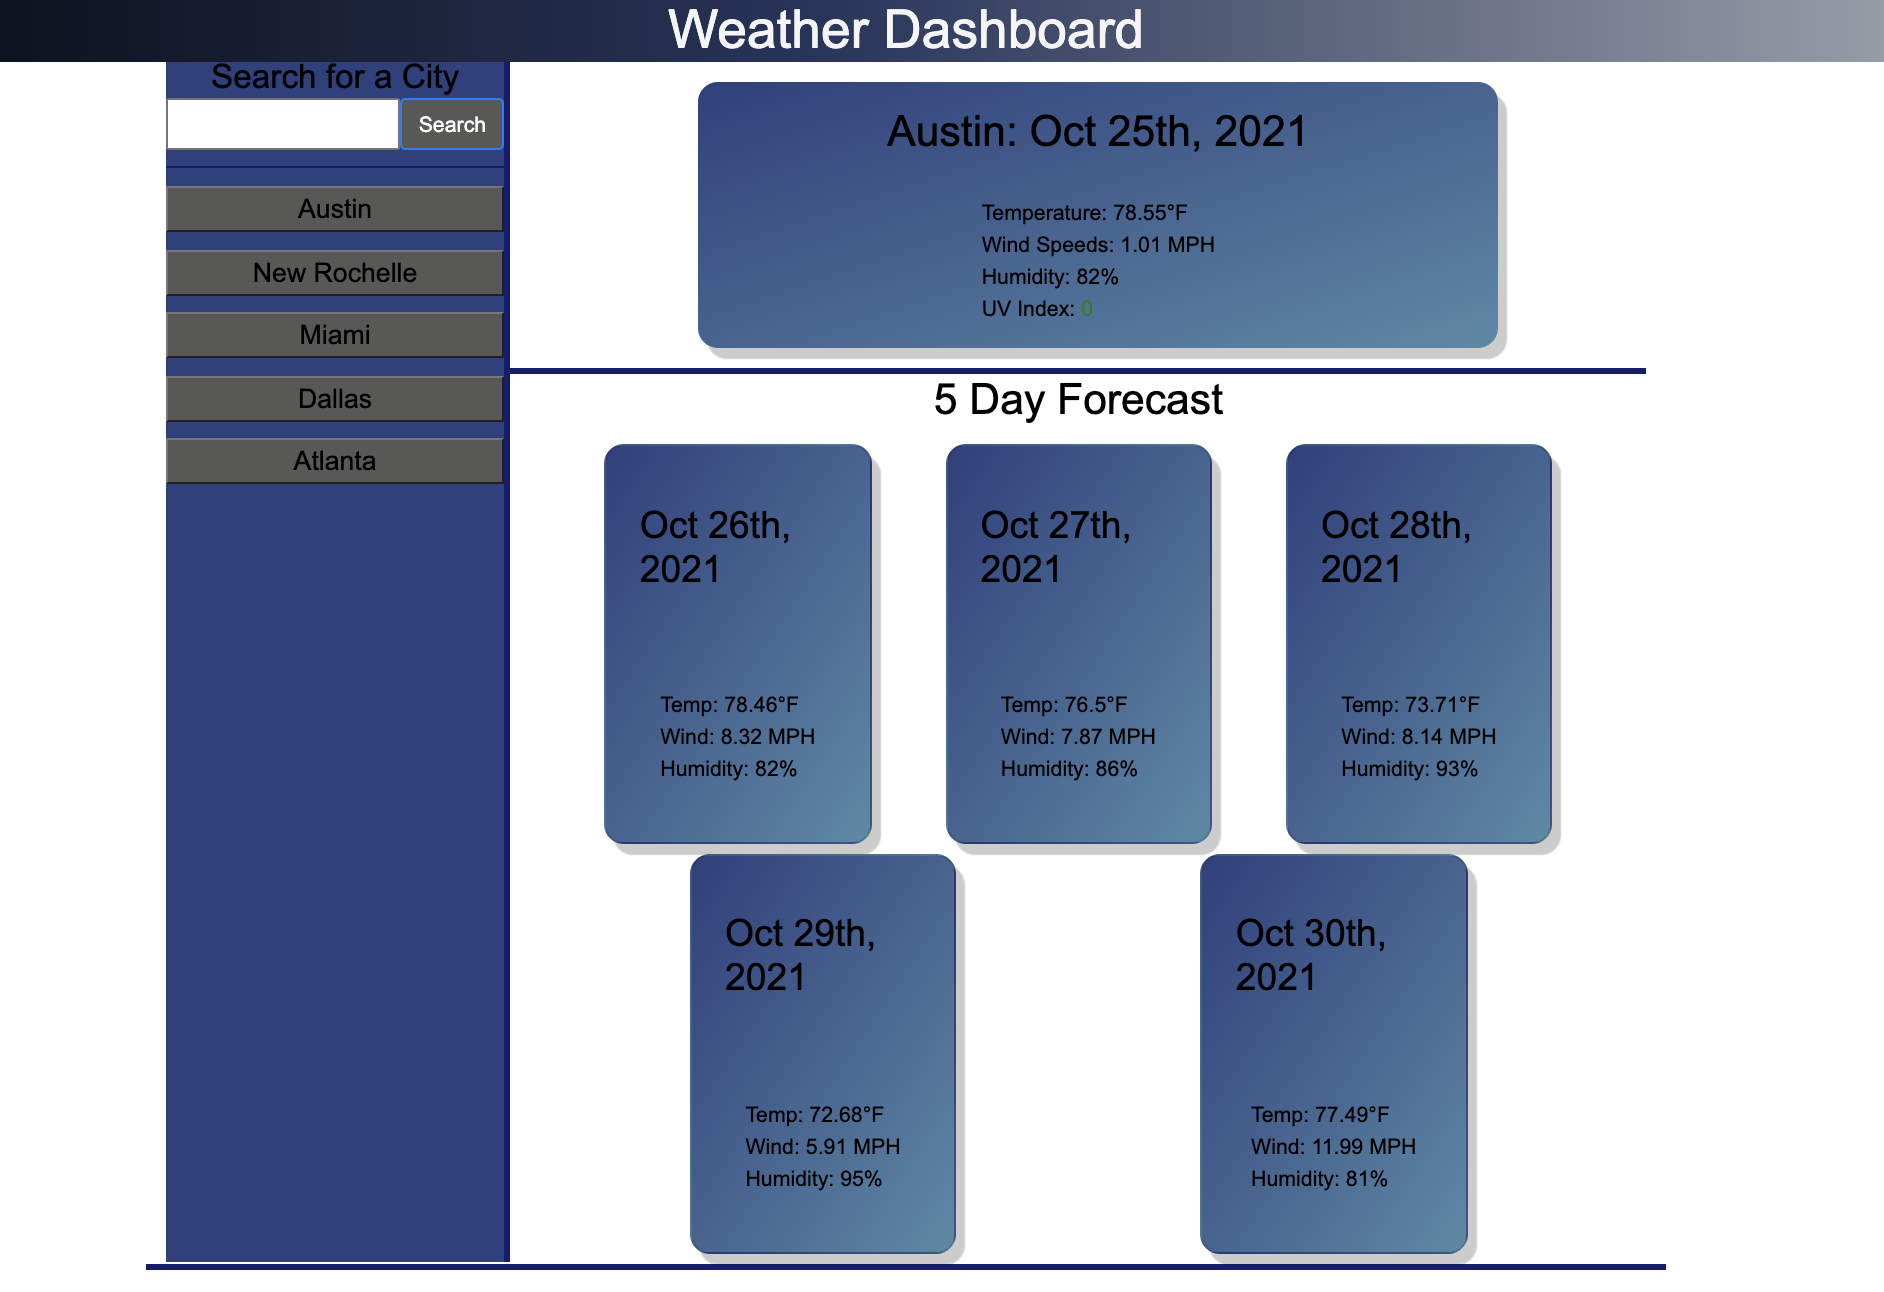 Weather Dashboard
Search for a City
Search
Austin
New Rochelle
Miami
Dallas
Atlanta
Austin: Oct 25th, 2021
Temperature: 78.55°F
Wind Speeds: 1.01 MPH
Humidity: 82%
UV Index: 0
5 Day Forecast
Oct 26th,
2021
Temp: 78.46°F
Wind: 8.32 MPH
Humidity: 82%
Oct 27th,
2021
Temp: 76.5°F
Wind: 7.87 MPH
Humidity: 86%
Oct 28th,
2021
Temp: 73.71°F
Wind: 8.14 MPH
Humidity: 93%
Oct 29th,
2021
Temp: 72.68°F
Wind: 5.91 MPH
Humidity: 95%
Oct 30th,
2021
Temp: 77.49°F
Wind: 11.99 MPH
Humidity: 81%